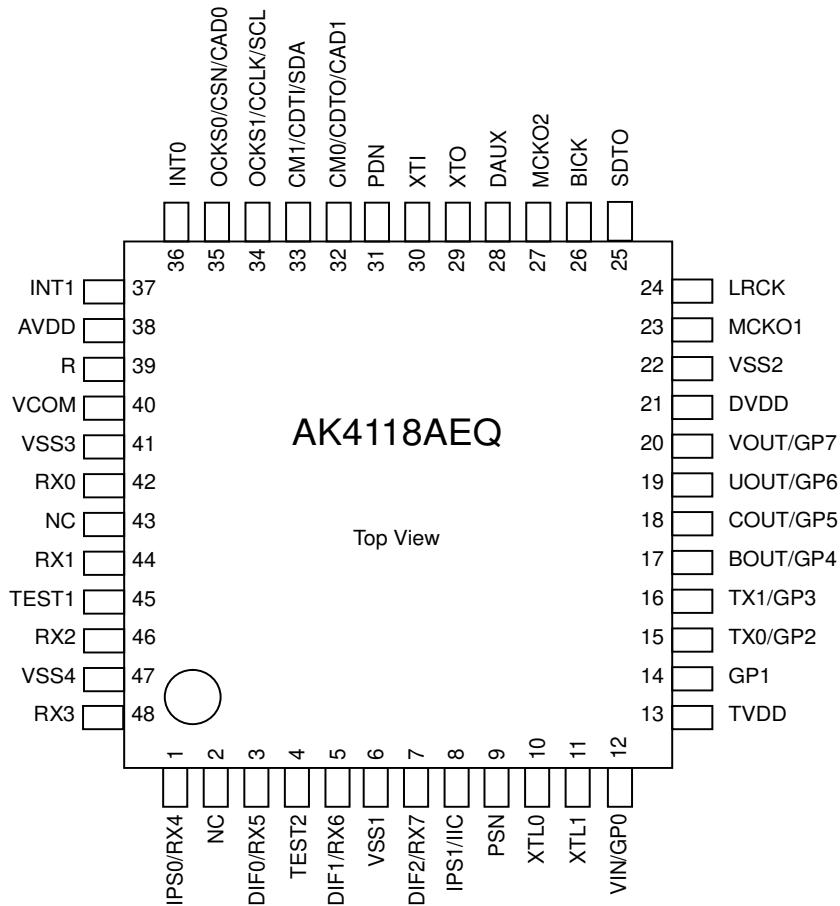 INT0
OCKS0/CSN/CAD0
OCKS1/CCLK/SCL
CM1/CDTI/SDA
CM0/CDTO/CAD1
PDN
XTI
XTO
DAUX
MCKO2
BICK
SDTO
36
35
34
33
32
31
30
29
28
27
26
25
INT1 37
AVDD 38
R 39
VCOM 40
VSS3 41
RX0 42
NC 43
RX1 44
TEST1 45
RX2 46
VSS4 47
RX3 48
AK4118AEQ
Top View
24 LRCK
23 MCKO1
22 VSS2
21 DVDD
20 VOUT/GP7
19 UOUT/GP6
18 COUT/GP5
17 BOUT/GP4
16 TX1/GP3
15 TX0/GP2
14 GP1
13 TVDD
1
2
3
4
5
6
7
8
9
10
11
12
IPS0/RX4
NC
DIF0/RX5
TEST2
DIF1/RX6
VSS1
DIF2/RX7
IPS1/IIC
PSN
XTL0
XTL1
VIN/GP0